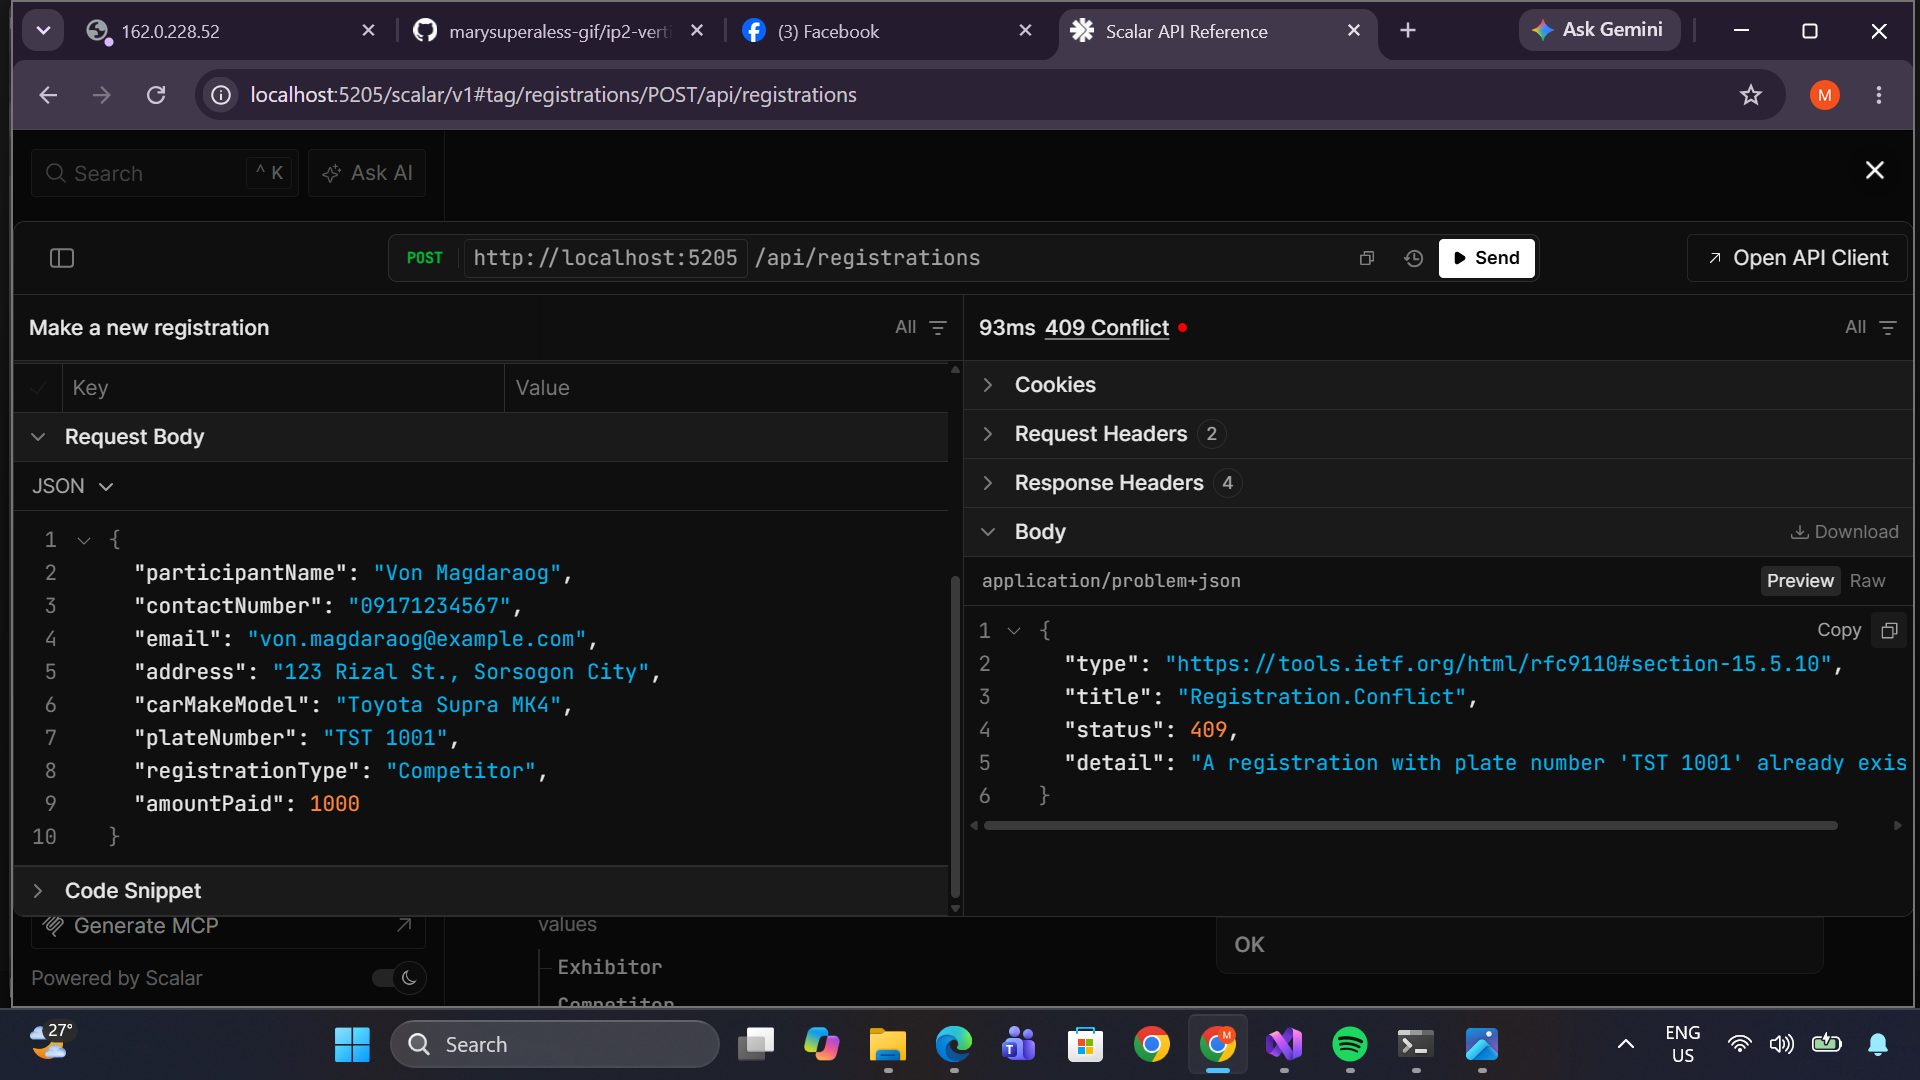 162.0.228.52
marysuperaless-gif/ip2-verti
(3) Facebook
Scalar API Reference
Ask Gemini
localhost:5205/scalar/v1#tag/registrations/POST/api/registrations
M
Search
^ K
Ask AI
POST
http://localhost:5205
/api/registrations
Send
Open API Client
Make a new registration
All
93ms 409 Conflict
All
Key
Value
Request Body
JSON
1 {
2 "participantName": "Von Magdaraog",
3 "contactNumber": "09171234567",
4 "email": "von.magdaraog@example.com",
5 "address": "123 Rizal St., Sorsogon City",
6 "carMakeModel": "Toyota Supra MK4",
7 "plateNumber": "TST 1001",
8 "registrationType": "Competitor",
9 "amountPaid": 1000
10 }
Code Snippet
Cookies
Request Headers 2
Response Headers 4
Body
Download
application/problem+json
Preview
Raw
Copy
1 {
2 "type": "https://tools.ietf.org/html/rfc9110#section-15.5.10",
3 "title": "Registration.Conflict",
4 "status": 409,
5 "detail": "A registration with plate number 'TST 1001' already exis
6 }
Generate MCP
Powered by Scalar
values
Exhibitor
Competitor
OK
27°
Search
M
ENG
US